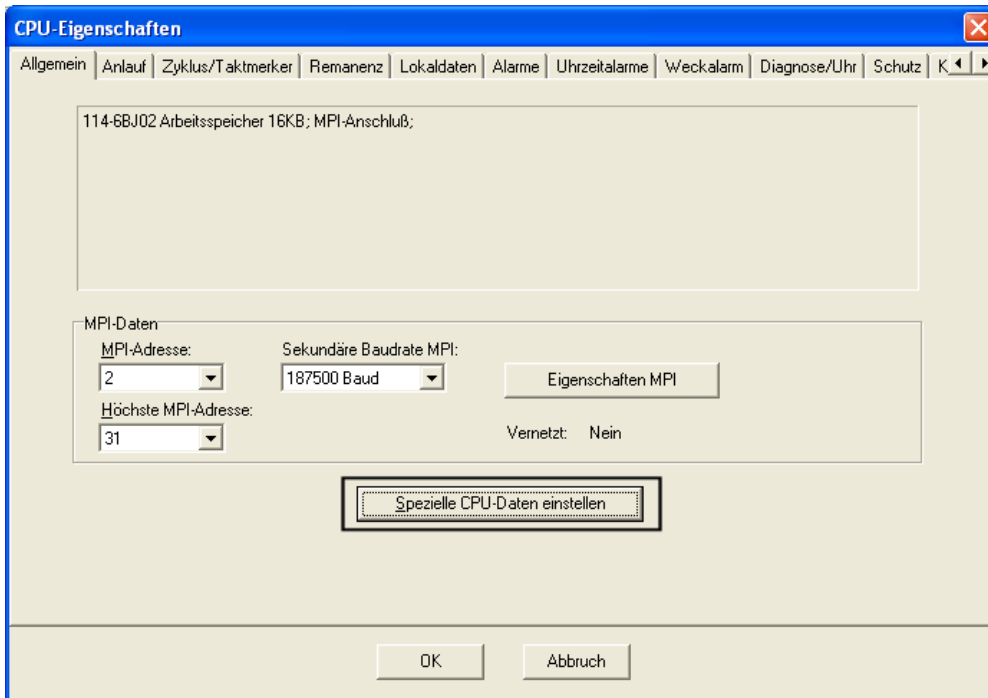 CPU-Eigenschaften
Allgemein Anlauf Zyklus/Taktmerker Remanenz Lokaldaten Alarme Uhrzeitalarme Weckalarm Diagnose/Uhr Schutz K
114-6BJ02 Arbeitsspeicher 16KB; MPI-Anschluß;
MPI-Daten
MPI-Adresse: Sekundäre Baudrate MPI:
2 187500 Baud Eigenschaften MPI
Höchste MPI-Adresse:
31 Vernetzt: Nein
Spezielle CPU-Daten einstellen
OK Abbruch